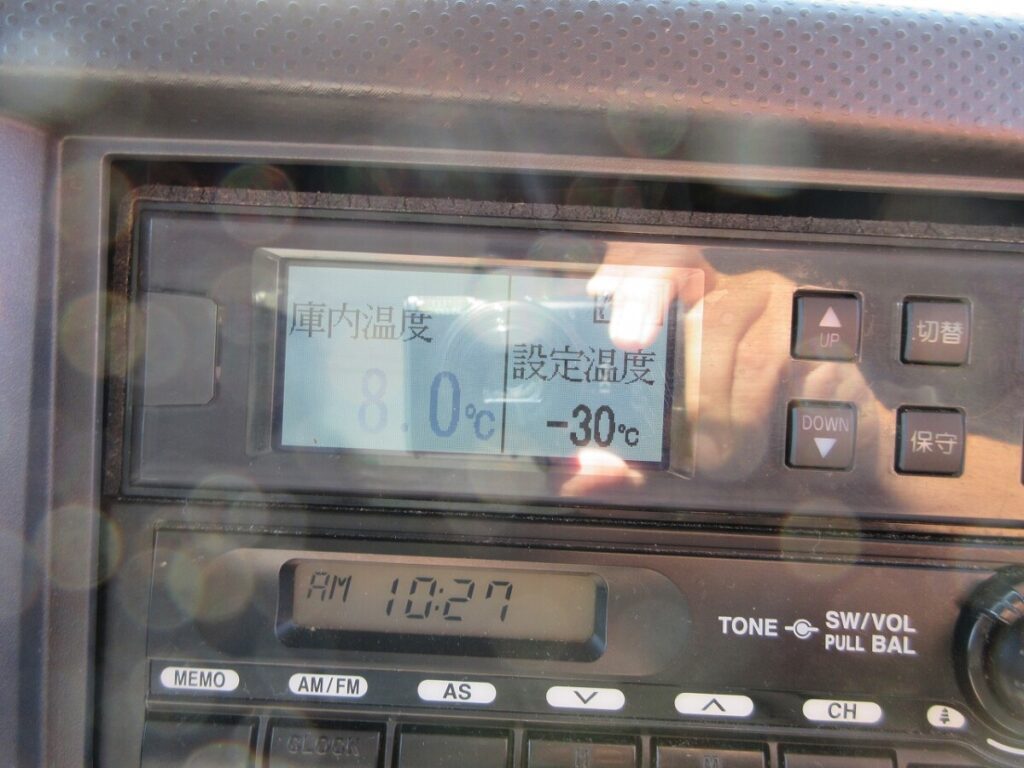 庫内温度
8.0℃
設定温度
-30℃
UP
切替
DOWN
保守
AM 10:27
TONE SW/VOL
PULL BAL
MEMO
AM/FM
AS
CH
CLOCK
M